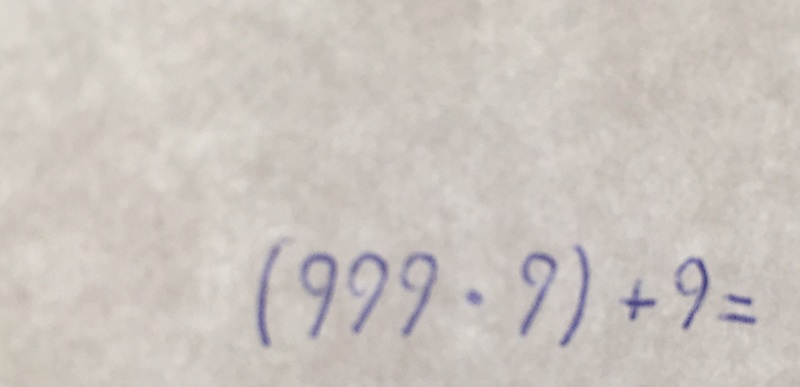 (999 · 9) + 9 =